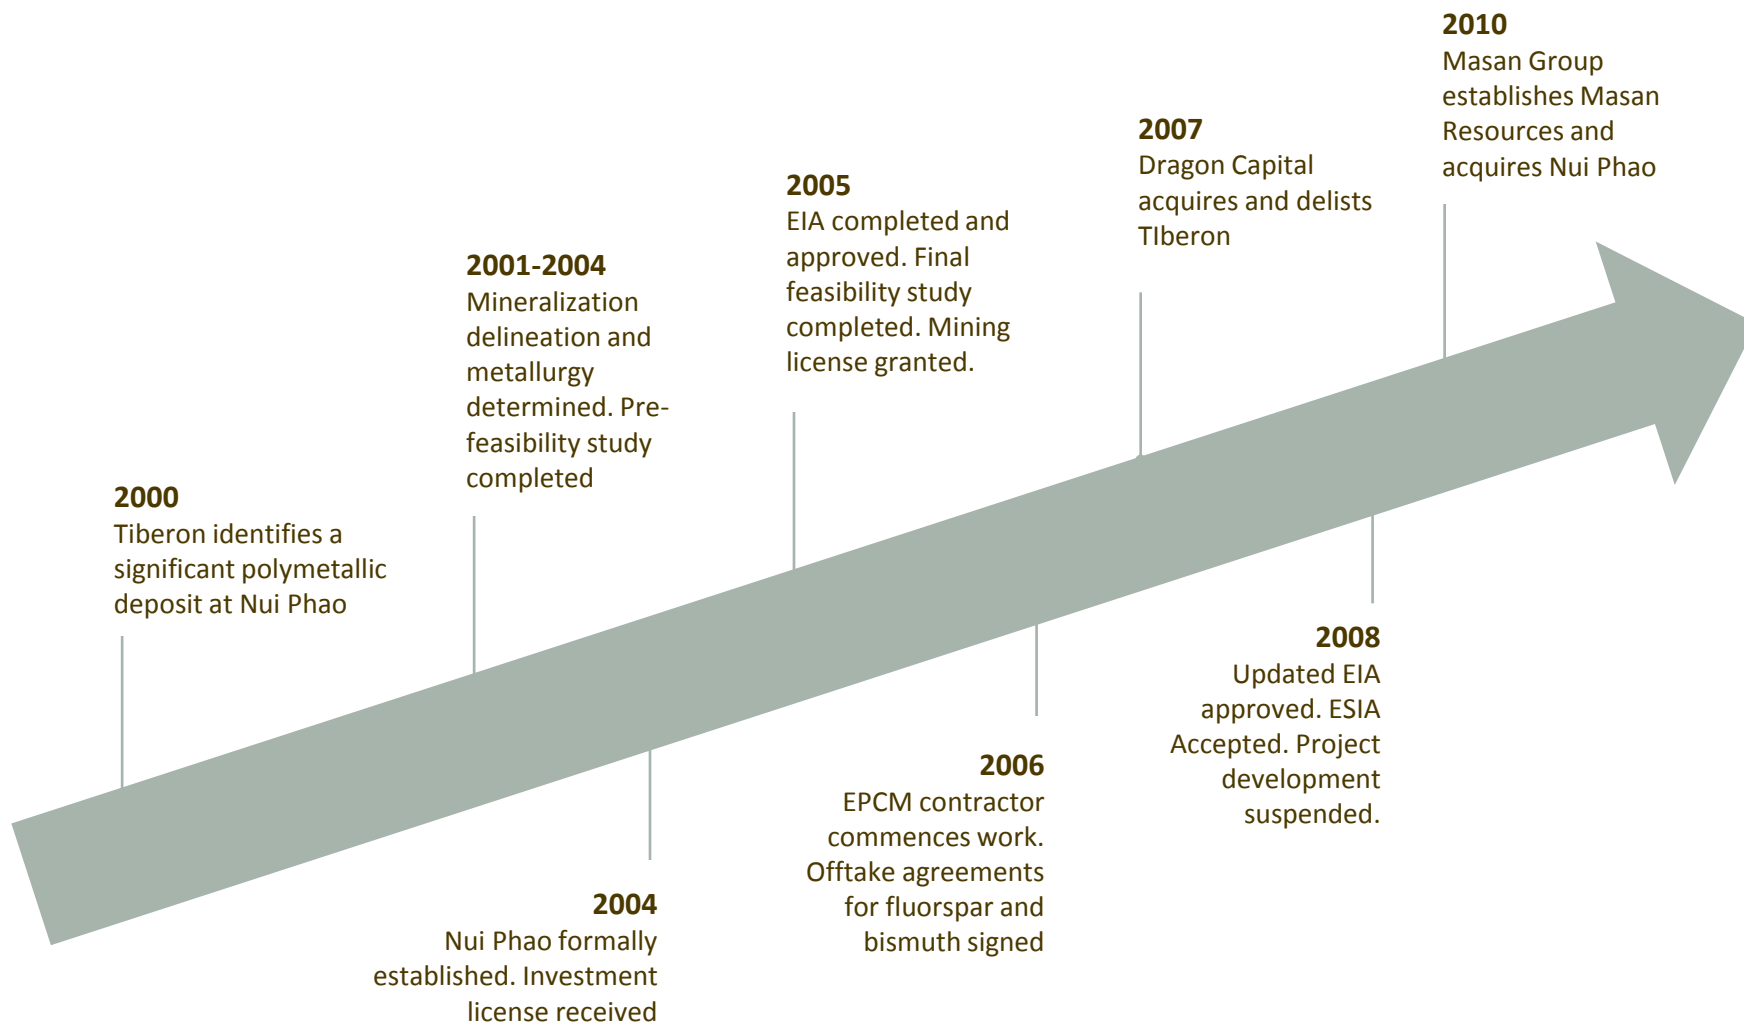 2000
Tiberon identifies a
significant polymetallic
deposit at Nui Phao
2001-2004
Mineralization
delineation and
metallurgy
determined. Pre-
feasibility study
completed
2004
Nui Phao formally
established. Investment
license received
2005
EIA completed and
approved. Final
feasibility study
completed. Mining
license granted.
2006
EPCM contractor
commences work.
Offtake agreements
for fluorspar and
bismuth signed
2007
Dragon Capital
acquires and delists
TIberon
2008
Updated EIA
approved. ESIA
Accepted. Project
development
suspended.
2010
Masan Group
establishes Masan
Resources and
acquires Nui Phao